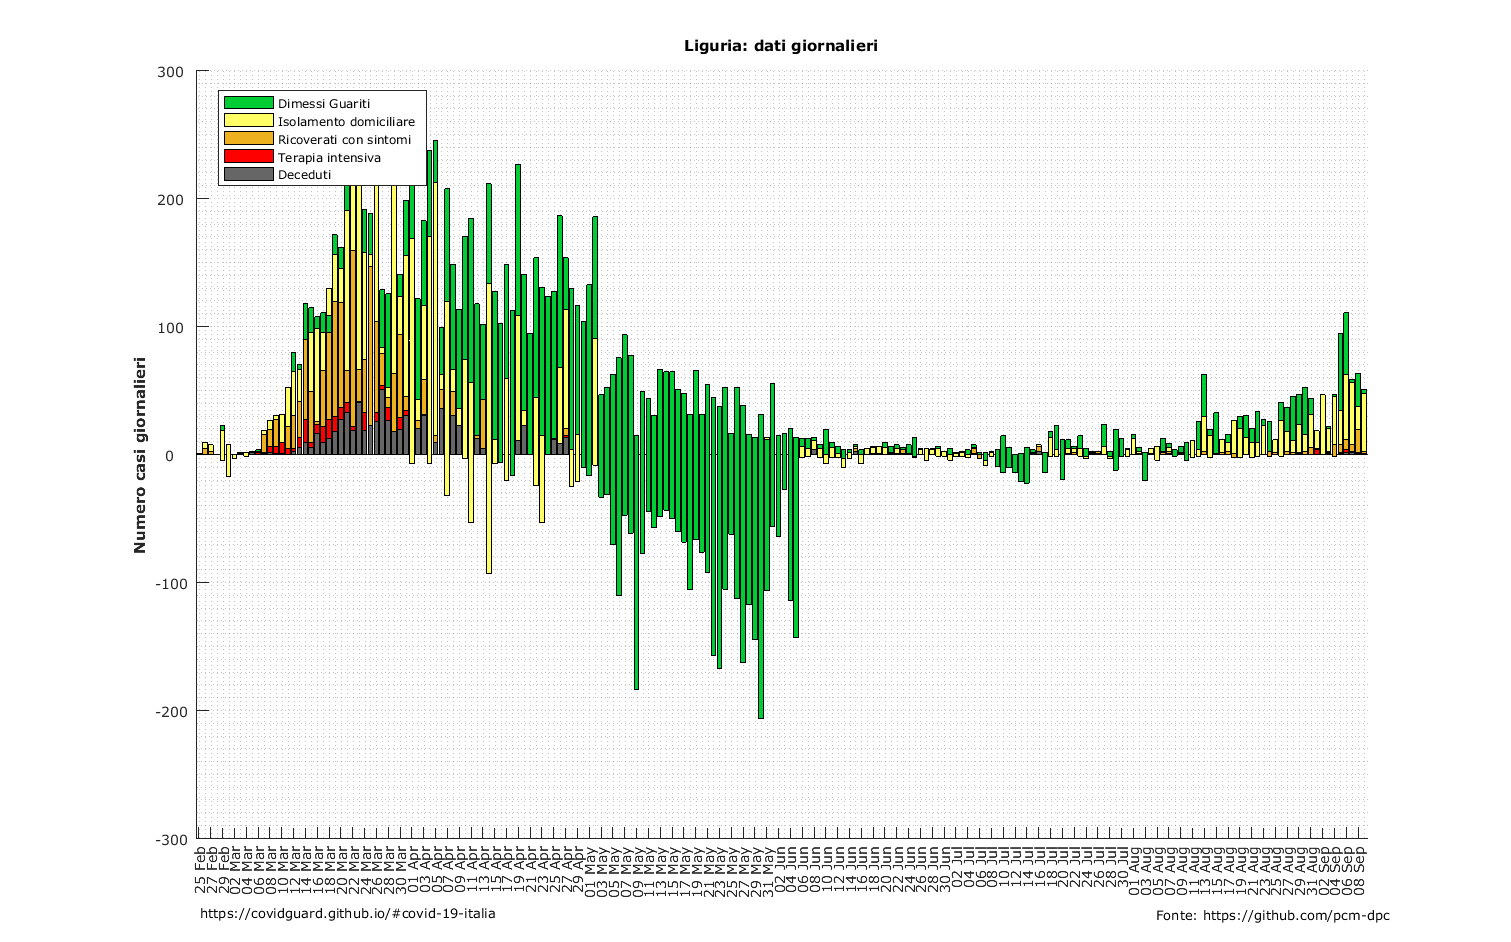 Liguria: dati giornalieri
300
200
100
0
-100
-200
-300
Numero casi giornalieri
Dimessi Guariti
Isolamento domiciliare
Ricoverati con sintomi
Terapia intensiva
Deceduti
25 Feb
27 Feb
29 Feb
02 Mar
04 Mar
06 Mar
08 Mar
10 Mar
12 Mar
14 Mar
16 Mar
18 Mar
20 Mar
22 Mar
24 Mar
26 Mar
28 Mar
30 Mar
01 Apr
03 Apr
05 Apr
07 Apr
09 Apr
11 Apr
13 Apr
15 Apr
17 Apr
19 Apr
21 Apr
23 Apr
25 Apr
27 Apr
29 Apr
01 May
03 May
05 May
07 May
09 May
11 May
13 May
15 May
17 May
19 May
21 May
23 May
25 May
27 May
29 May
31 May
02 Jun
04 Jun
06 Jun
08 Jun
10 Jun
12 Jun
14 Jun
16 Jun
18 Jun
20 Jun
22 Jun
24 Jun
26 Jun
28 Jun
30 Jun
02 Jul
04 Jul
06 Jul
08 Jul
10 Jul
12 Jul
14 Jul
16 Jul
18 Jul
20 Jul
22 Jul
24 Jul
26 Jul
28 Jul
30 Jul
01 Aug
03 Aug
05 Aug
07 Aug
09 Aug
11 Aug
13 Aug
15 Aug
17 Aug
19 Aug
21 Aug
23 Aug
25 Aug
27 Aug
29 Aug
31 Aug
02 Sep
04 Sep
06 Sep
08 Sep
https://covidguard.github.io/#covid-19-italia
Fonte: https://github.com/pcm-dpc